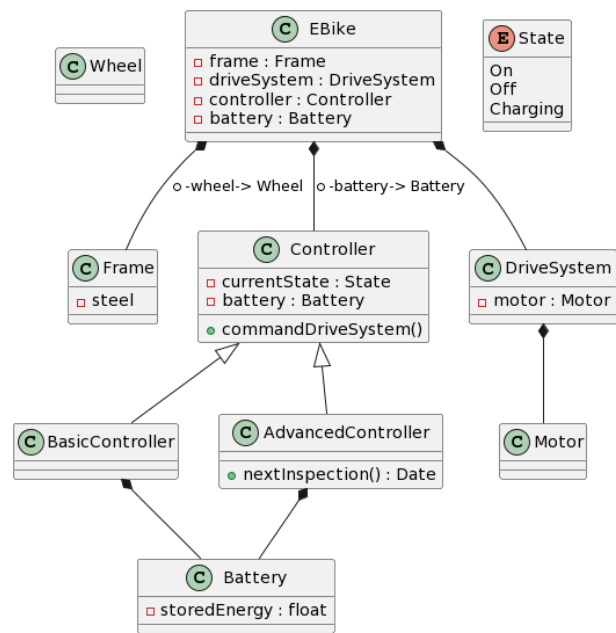 C Wheel
C EBike
frame : Frame
driveSystem : DriveSystem
controller : Controller
battery : Battery
E State
On
Off
Charging
-wheel-> Wheel
-battery-> Battery
C Frame
steel
C Controller
currentState : State
battery : Battery
commandDriveSystem()
C DriveSystem
motor : Motor
C BasicController
C AdvancedController
nextInspection() : Date
C Motor
C Battery
storedEnergy : float